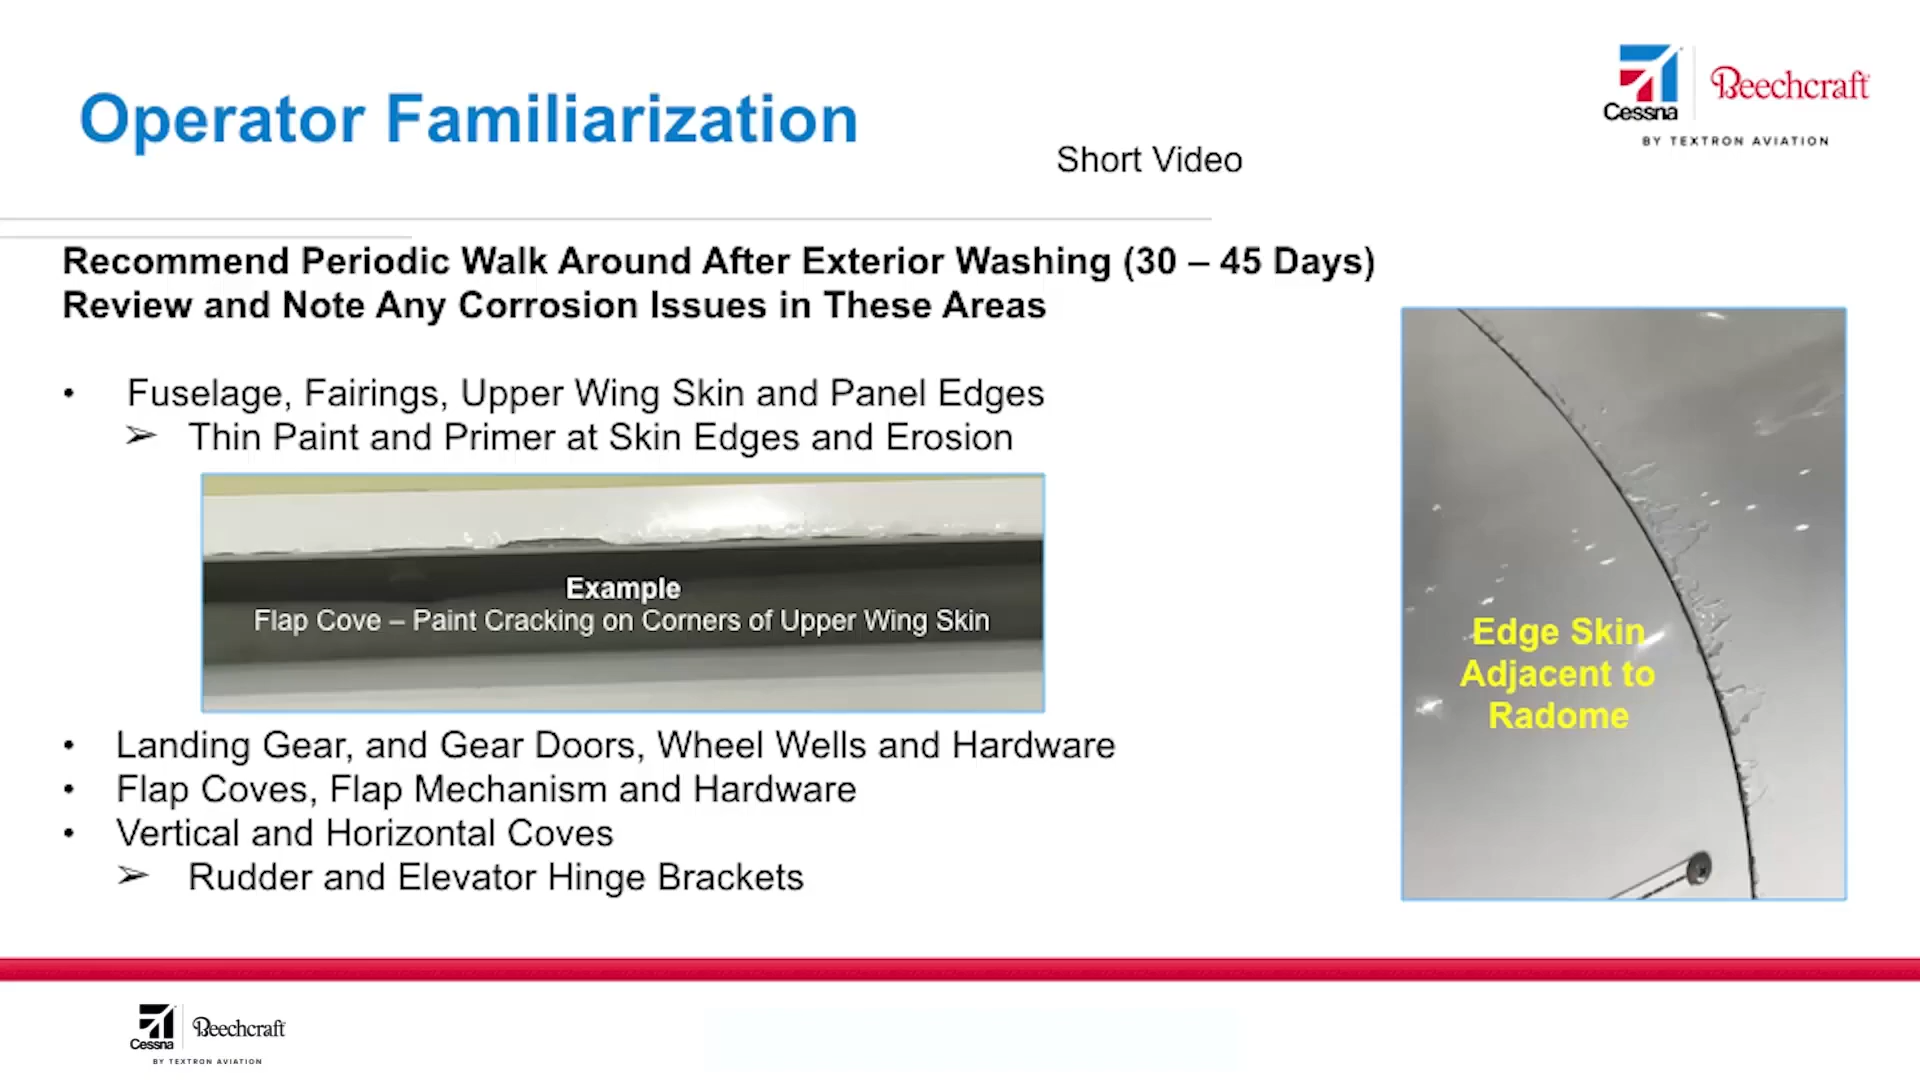 Operator Familiarization
Cessna
Beechcraft
BY TEXTRON AVIATION
Short Video
Recommend Periodic Walk Around After Exterior Washing (30 – 45 Days)
Review and Note Any Corrosion Issues in These Areas
• Fuselage, Fairings, Upper Wing Skin and Panel Edges
➢ Thin Paint and Primer at Skin Edges and Erosion
Example
Flap Cove – Paint Cracking on Corners of Upper Wing Skin
Edge Skin
Adjacent to
Radome
• Landing Gear, and Gear Doors, Wheel Wells and Hardware
• Flap Coves, Flap Mechanism and Hardware
• Vertical and Horizontal Coves
➢ Rudder and Elevator Hinge Brackets
Cessna
Beechcraft
BY TEXTRON AVIATION